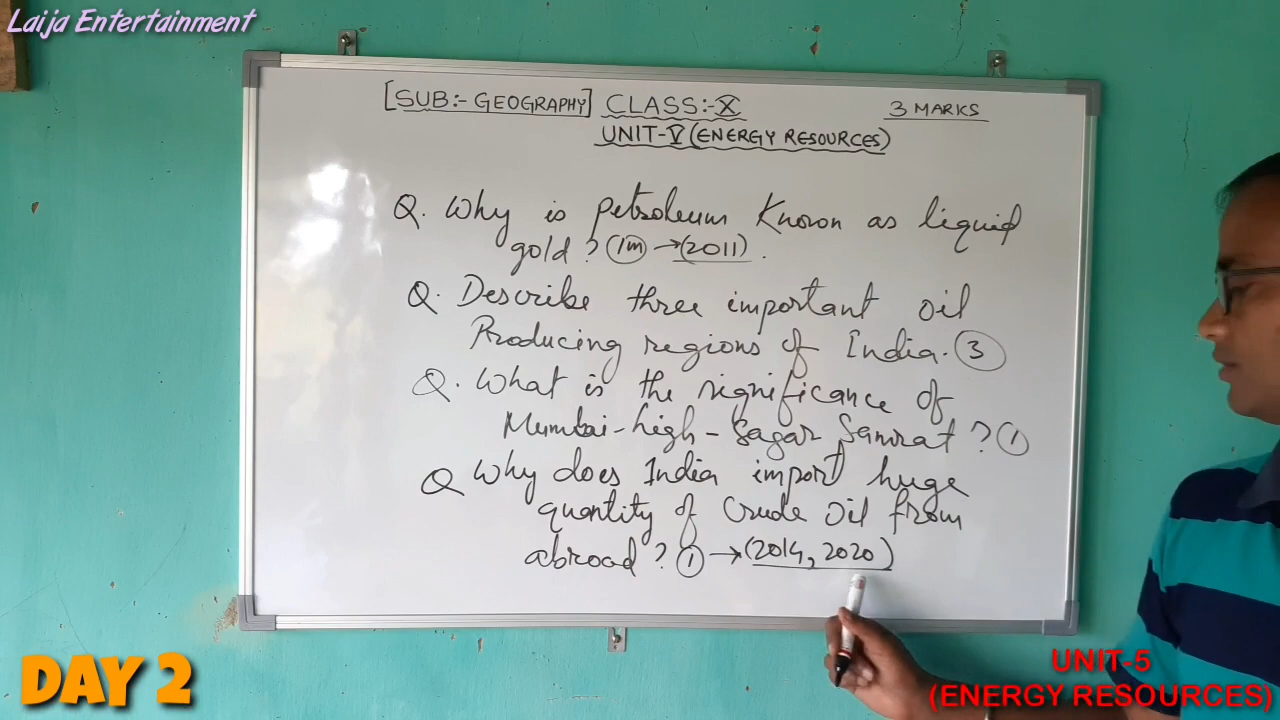 Laija Entertainment
[SUB:- GEOGRAPHY] CLASS:- X 3 MARKS
UNIT-V (ENERGY RESOURCES)
Q. Why is petroleum known as liquid
gold? (1m) → (2011).
Q. Describe three important oil
Producing regions of India. (3)
Q. What is the significance of
Mumbai-high-Sagar Samrat? (1)
Q Why does India import huge
quantity of crude oil from
abroad? (1) → (2014, 2020)
DAY 2
UNIT-5
(ENERGY RESOURCES)